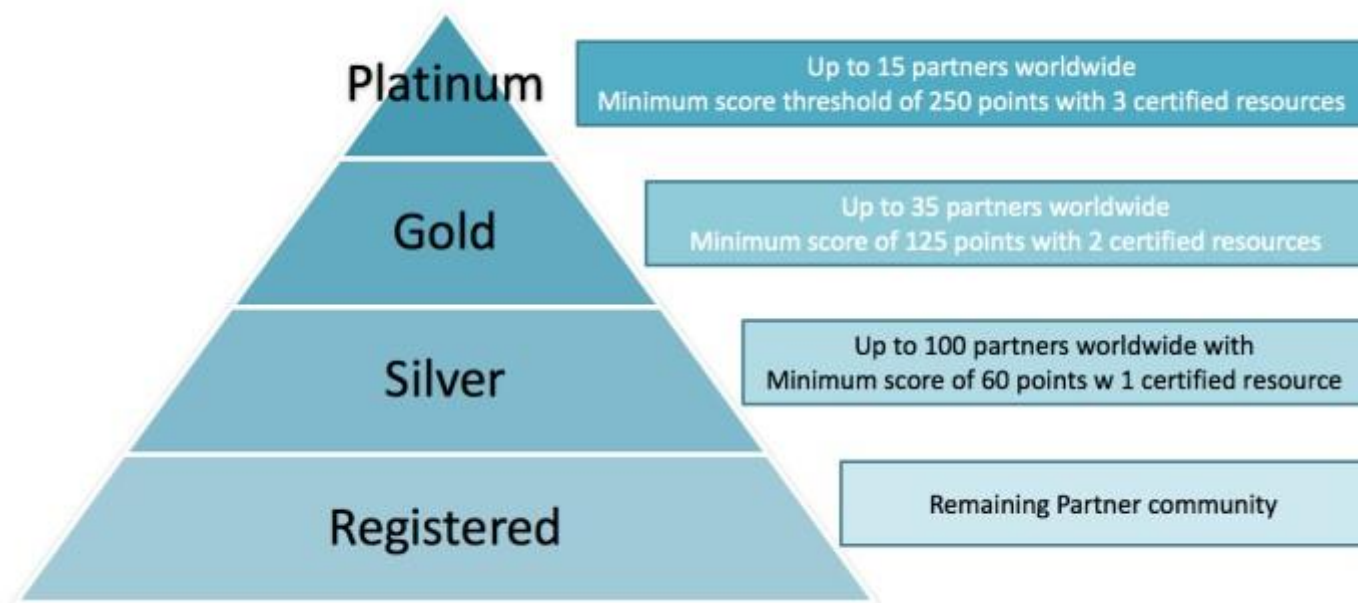 Platinum
Up to 15 partners worldwide
Minimum score threshold of 250 points with 3 certified resources
Gold
Up to 35 partners worldwide
Minimum score of 125 points with 2 certified resources
Silver
Up to 100 partners worldwide with
Minimum score of 60 points w 1 certified resource
Registered
Remaining Partner community